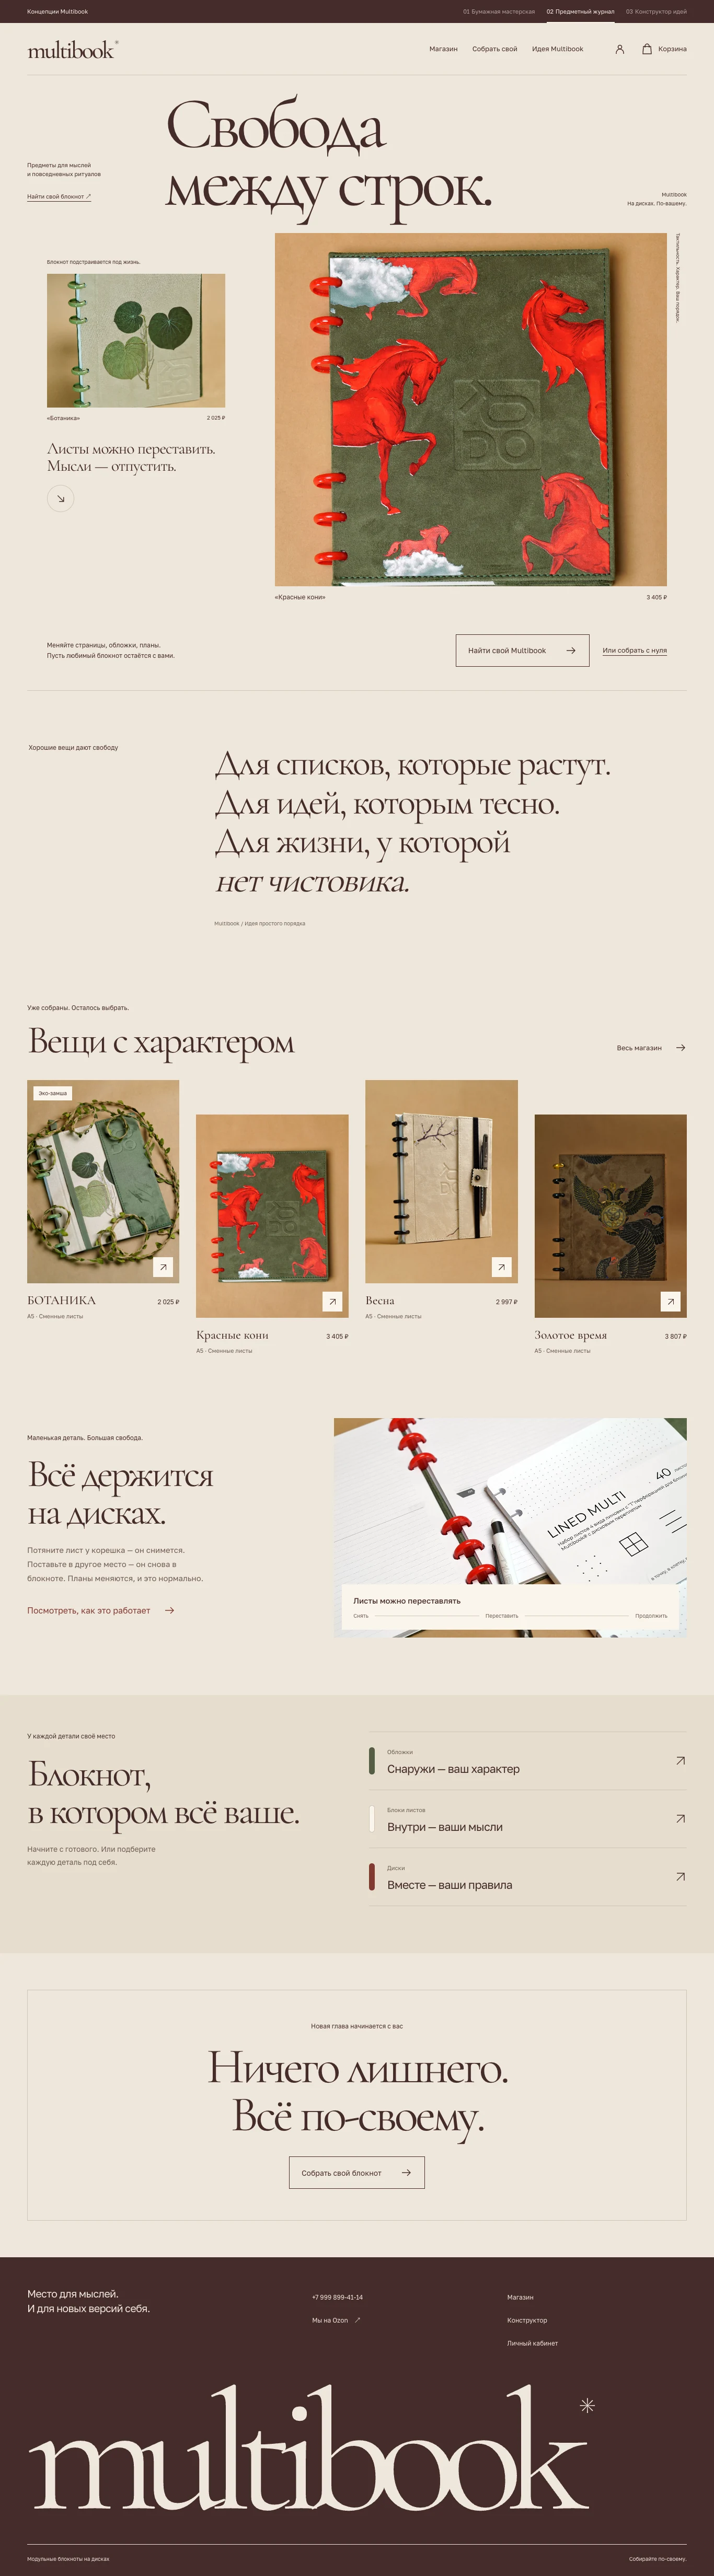 Концепции Multibook
01 Бумажная мастерская
02 Предметный журнал
03 Конструктор идей
multibook®
Магазин
Собрать свой
Идея Multibook
Корзина
Свобода
между строк.
Предметы для мыслей
и повседневных ритуалов
Найти свой блокнот ↗
Multibook
На дисках. По-вашему.
Блокнот подстраивается под жизнь.
«Ботаника»
2 025 ₽
Листы можно переставить.
Мысли — отпустить.
Тактильность. Характер. Ваш порядок.
«Красные кони»
3 405 ₽
Меняйте страницы, обложки, планы.
Пусть любимый блокнот остаётся с вами.
Найти свой Multibook →
Или собрать с нуля
Хорошие вещи дают свободу
Для списков, которые растут.
Для идей, которым тесно.
Для жизни, у которой
нет чистовика.
Multibook / Идея простого порядка
Уже собраны. Осталось выбрать.
Вещи с характером
Весь магазин →
Эко-замша
БОТАНИКА
2 025 ₽
А5 · Сменные листы
Красные кони
3 405 ₽
А5 · Сменные листы
Весна
2 997 ₽
А5 · Сменные листы
Золотое время
3 807 ₽
А5 · Сменные листы
Маленькая деталь. Большая свобода.
Всё держится
на дисках.
Потяните лист у корешка — он снимется.
Поставьте в другое место — он снова в
блокноте. Планы меняются, и это нормально.
Посмотреть, как это работает →
LINED MULTI
40
Листы можно переставлять
Снять
Переставить
Продолжить
У каждой детали своё место
Блокнот,
в котором всё ваше.
Начните с готового. Или подберите
каждую деталь под себя.
Обложки
Снаружи — ваш характер
Блоки листов
Внутри — ваши мысли
Диски
Вместе — ваши правила
Новая глава начинается с вас
Ничего лишнего.
Всё по-своему.
Собрать свой блокнот →
Место для мыслей.
И для новых версий себя.
+7 999 899-41-14
Мы на Ozon ↗
Магазин
Конструктор
Личный кабинет
multibook
Модульные блокноты на дисках
Собирайте по-своему.